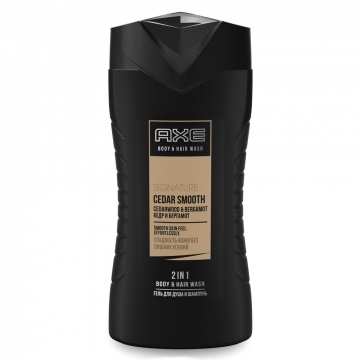 AXE
BODY & HAIR WASH
SIGNATURE
CEDAR SMOOTH
CEDARWOOD & BERGAMOT
КЕДР И БЕРГАМОТ
SMOOTH SKIN FEEL.
EFFORTLESSLY.
ГЛАДКОСТЬ КОЖИ БЕЗ
ЛИШНИХ УСИЛИЙ
2 IN 1
BODY & HAIR WASH
ГЕЛЬ ДЛЯ ДУША И ШАМПУНЬ